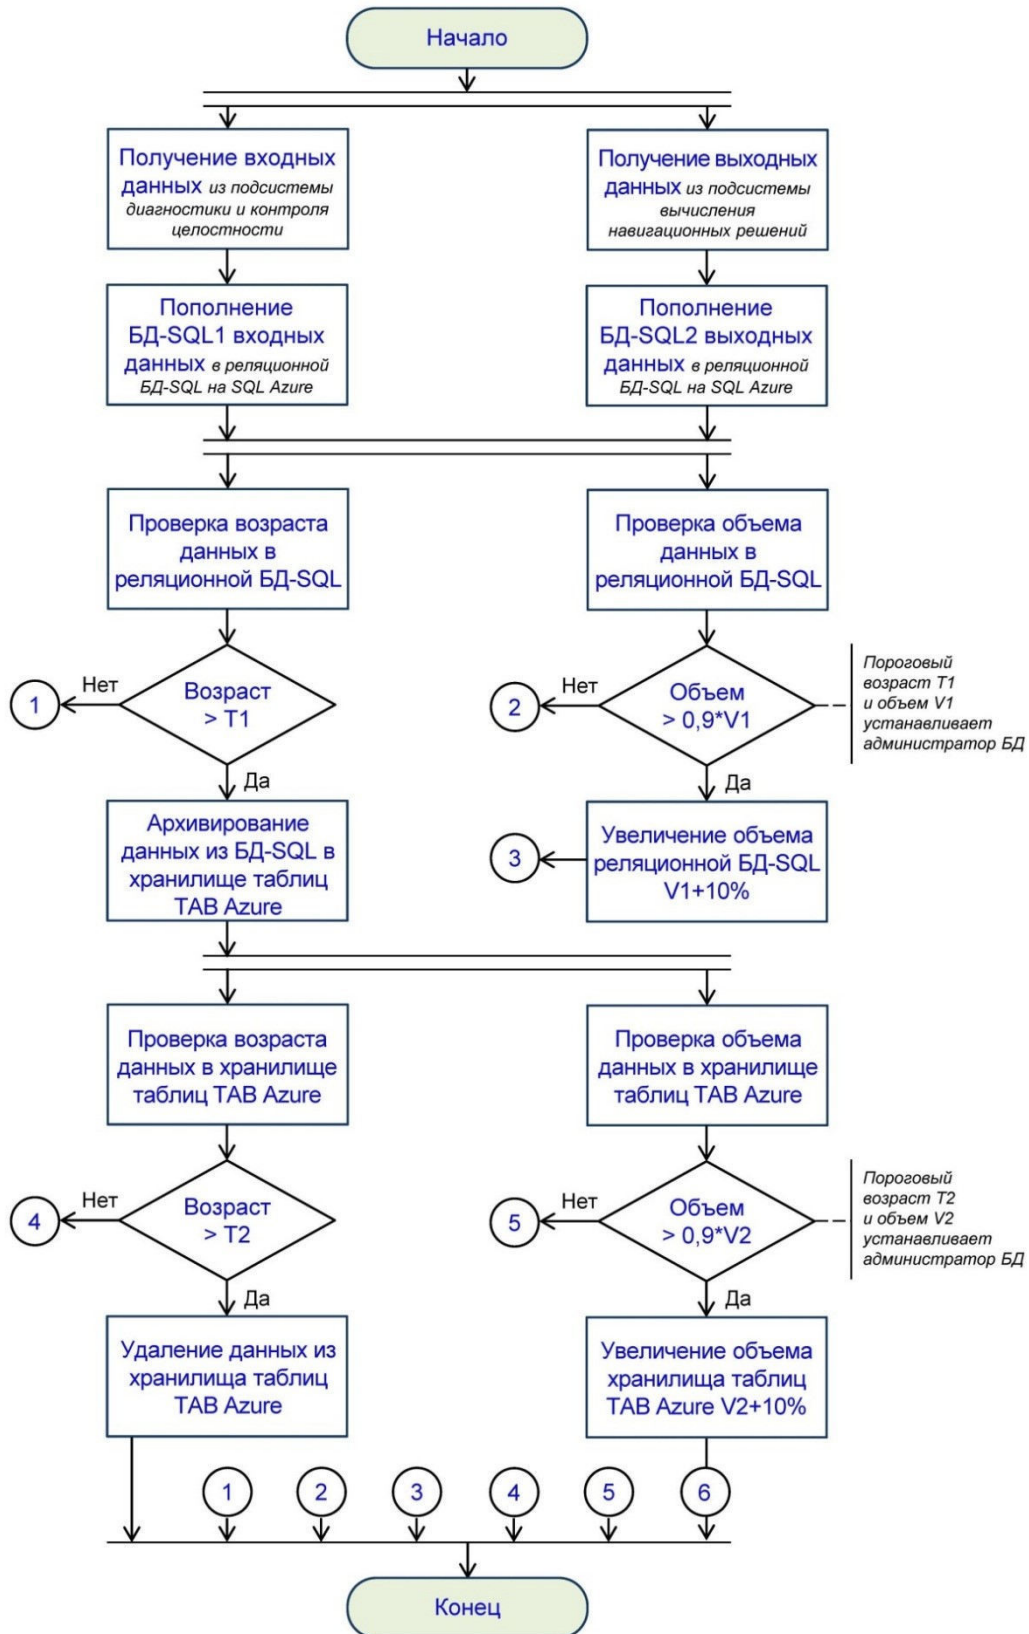 Начало
Получение входных
данных из подсистемы
диагностики и контроля
целостности
Получение выходных
данных из подсистемы
вычисления
навигационных решений
Пополнение
БД-SQL1 входных
данных в реляционной
БД-SQL на SQL Azure
Пополнение
БД-SQL2 выходных
данных в реляционной
БД-SQL на SQL Azure
Проверка возраста
данных в
реляционной БД-SQL
Проверка объема
данных в
реляционной БД-SQL
1
Нет
Возраст
> T1
Да
2
Нет
Объем
> 0,9*V1
Да
Пороговый
возраст T1
и объем V1
устанавливает
администратор БД
Архивирование
данных из БД-SQL в
хранилище таблиц
TAB Azure
3
Увеличение объема
реляционной БД-SQL
V1+10%
Проверка возраста
данных в хранилище
таблиц TAB Azure
Проверка объема
данных в хранилище
таблиц TAB Azure
4
Нет
Возраст
> T2
Да
5
Нет
Объем
> 0,9*V2
Да
Пороговый
возраст T2
и объем V2
устанавливает
администратор БД
Удаление данных из
хранилища таблиц
TAB Azure
Увеличение объема
хранилища таблиц
TAB Azure V2+10%
1
2
3
4
5
6
Конец